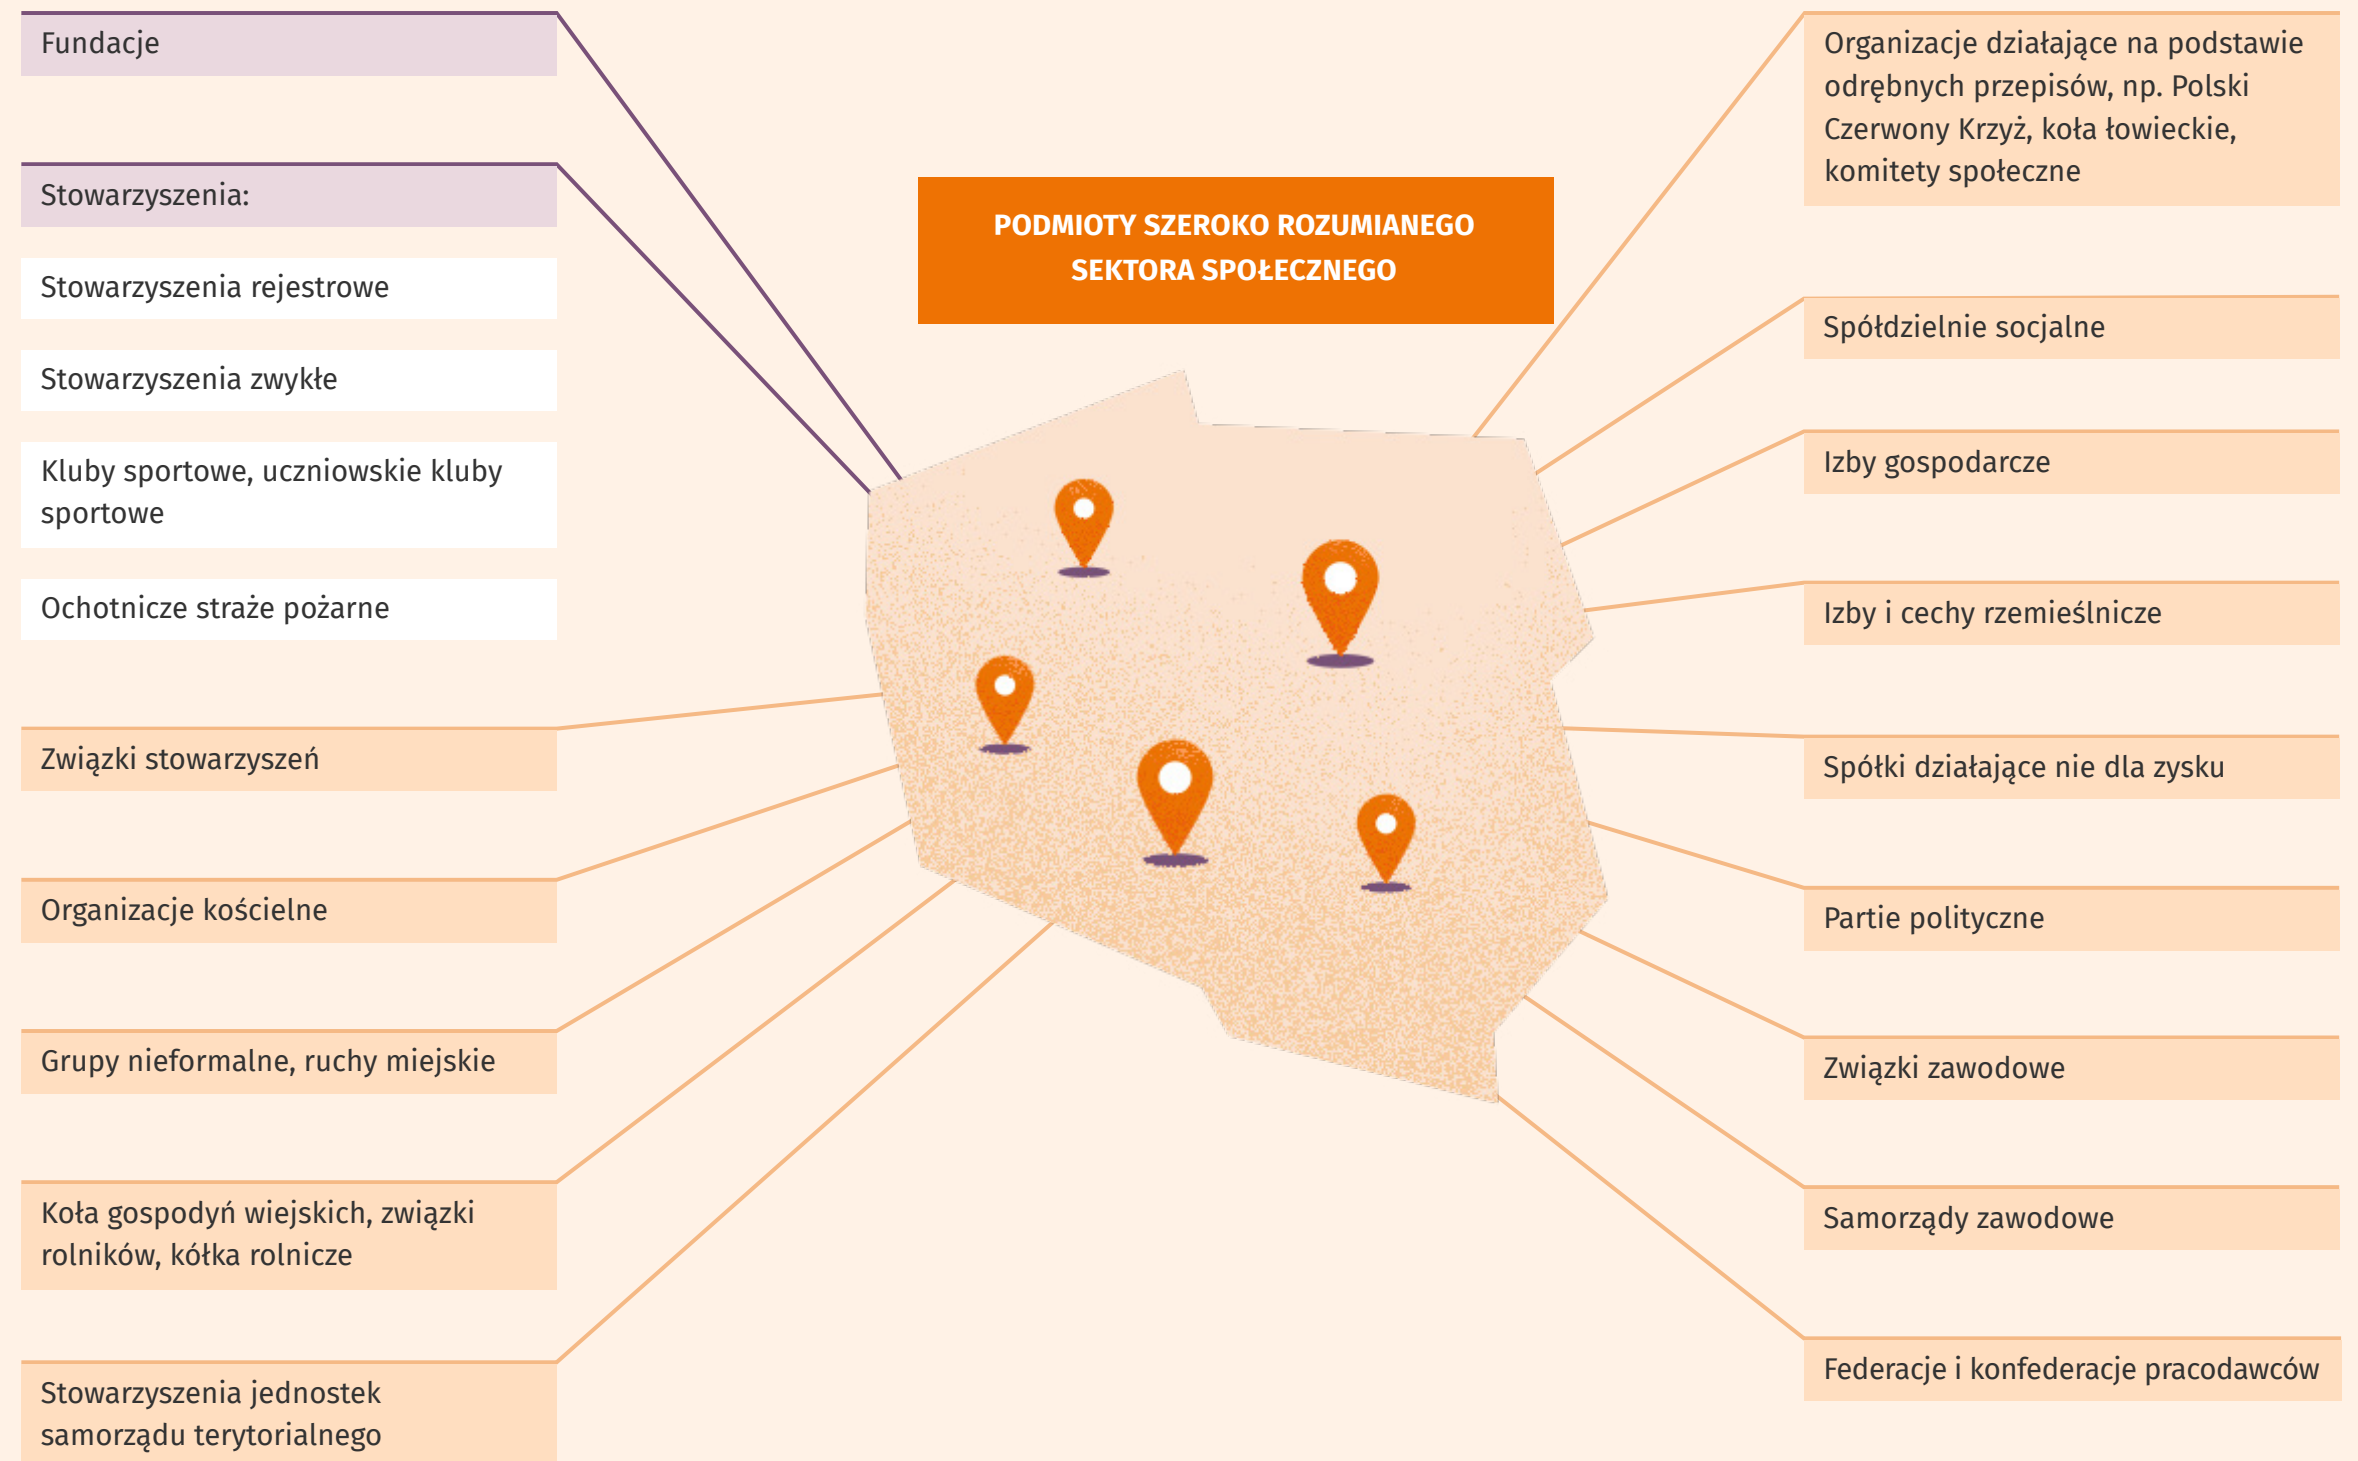 Fundacje
Stowarzyszenia:
Stowarzyszenia rejestrowe
Stowarzyszenia zwykłe
Kluby sportowe, uczniowskie kluby
sportowe
Ochotnicze straże pożarne
Związki stowarzyszeń
Organizacje kościelne
Grupy nieformalne, ruchy miejskie
Koła gospodyń wiejskich, związki
rolników, kółka rolnicze
Stowarzyszenia jednostek
samorządu terytorialnego
PODMIOTY SZEROKO ROZUMIANEGO
SEKTORA SPOŁECZNEGO
Organizacje działające na podstawie
odrębnych przepisów, np. Polski
Czerwony Krzyż, koła łowieckie,
komitety społeczne
Spółdzielnie socjalne
Izby gospodarcze
Izby i cechy rzemieślnicze
Spółki działające nie dla zysku
Partie polityczne
Związki zawodowe
Samorządy zawodowe
Federacje i konfederacje pracodawców